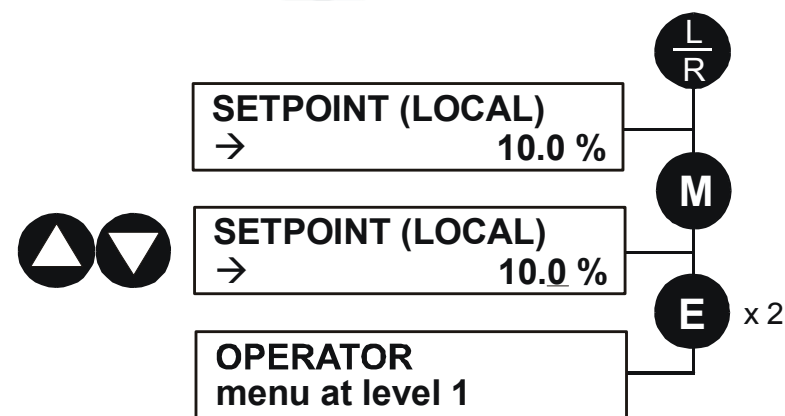 L
R
SETPOINT (LOCAL)
→ 10.0 %
M
SETPOINT (LOCAL)
→ 10.0 %
E x 2
OPERATOR
menu at level 1